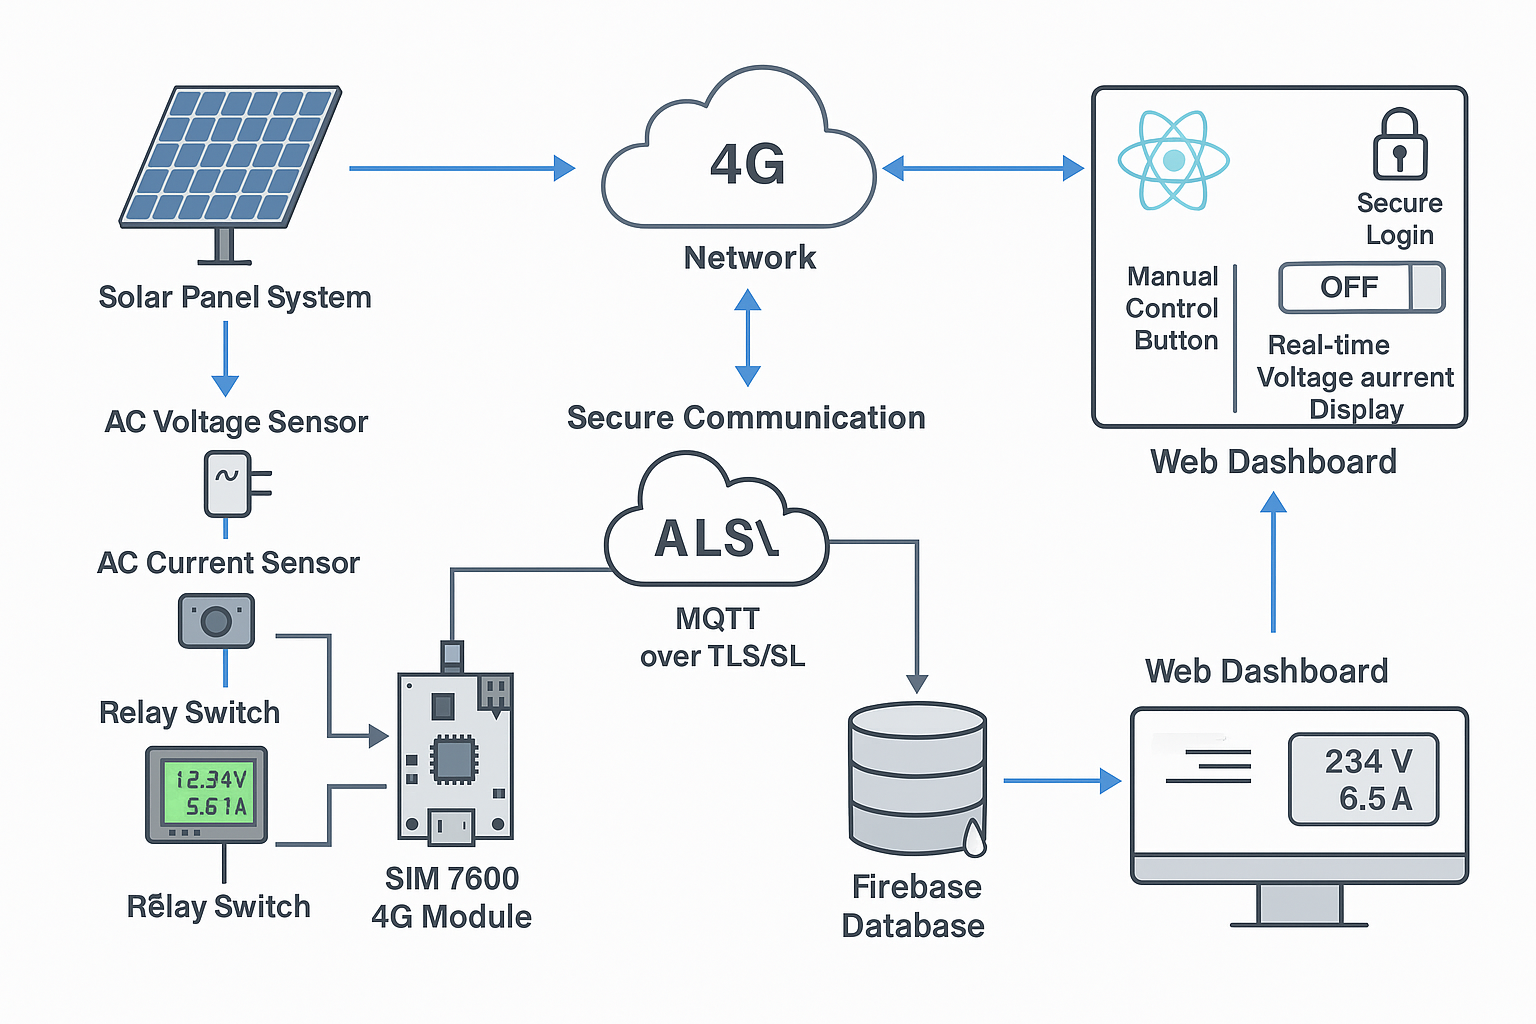 4G
Network
Solar Panel System
AC Voltage Sensor
AC Current Sensor
Relay Switch
12.34V
5.61A
Rēlay Switch
SIM 7600
4G Module
Secure Communication
ALS\
MQTT
over TLS/SL
Firebase
Database
Secure
Login
Manual
Control
Button
OFF
Real-time
Voltage aurrent
Display
Web Dashboard
Web Dashboard
234 V
6.5 A